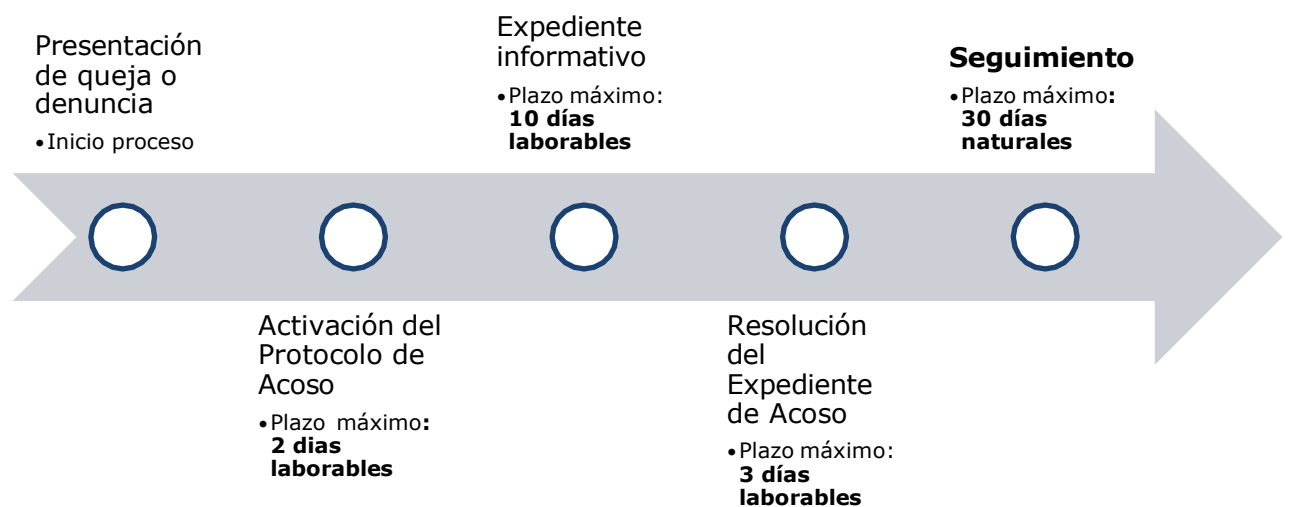 Presentación
de queja o
denuncia
•Inicio proceso
Activación del
Protocolo de
Acoso
•Plazo máximo:
2 dias
laborables
Expediente
informativo
•Plazo máximo:
10 días
laborables
Resolución
del
Expediente
de Acoso
•Plazo máximo:
3 días
laborables
Seguimiento
•Plazo máximo:
30 días
naturales